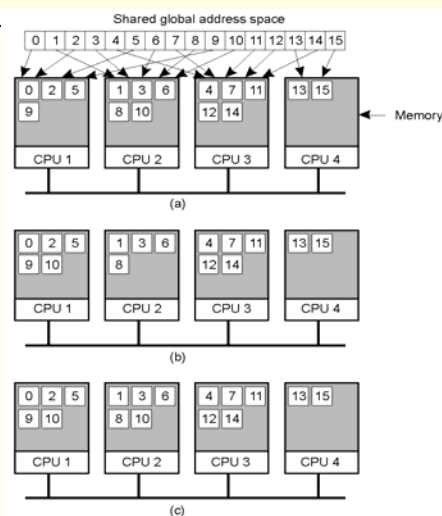 Shared global address space
0 1 2 3 4 5 6 7 8 9 10 11 12 13 14 15
0 2 5 1 3 6 4 7 11 13 15
9 8 10 12 14
Memory
CPU 1 CPU 2 CPU 3 CPU 4
(a)
0 2 5 1 3 6 4 7 11 13 15
9 10 8 12 14
CPU 1 CPU 2 CPU 3 CPU 4
(b)
0 2 5 1 3 6 4 7 11 13 15
9 10 8 10 12 14
CPU 1 CPU 2 CPU 3 CPU 4
(c)